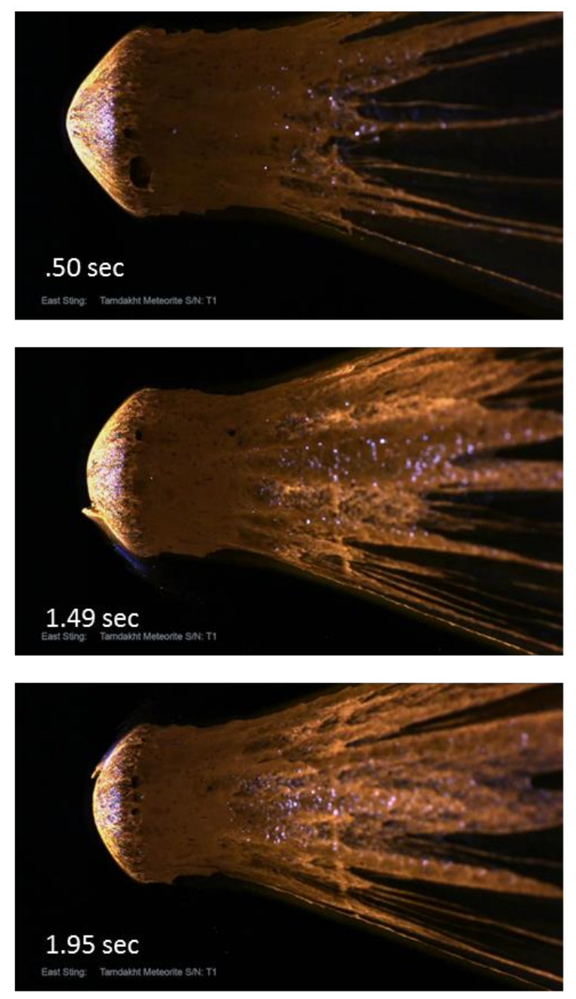 .50 sec
East Sting: Tamdakht Meteorite S/N: T1
1.49 sec
East Sting: Tamdakht Meteorite S/N: T1
1.95 sec
East Sting: Tamdakht Meteorite S/N: T1